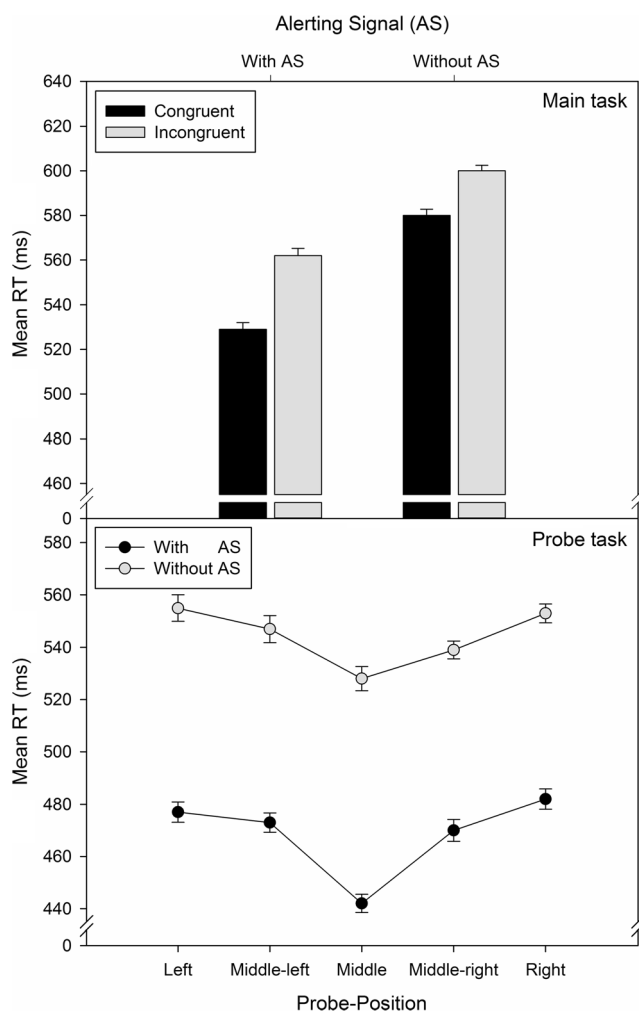 Alerting Signal (AS)
With AS Without AS
Main task
Congruent
Incongruent
Mean RT (ms)
640
620
600
580
560
540
520
500
480
460
0
Probe task
With AS
Without AS
Mean RT (ms)
580
560
540
520
500
480
460
440
0
Left Middle-left Middle Middle-right Right
Probe-Position